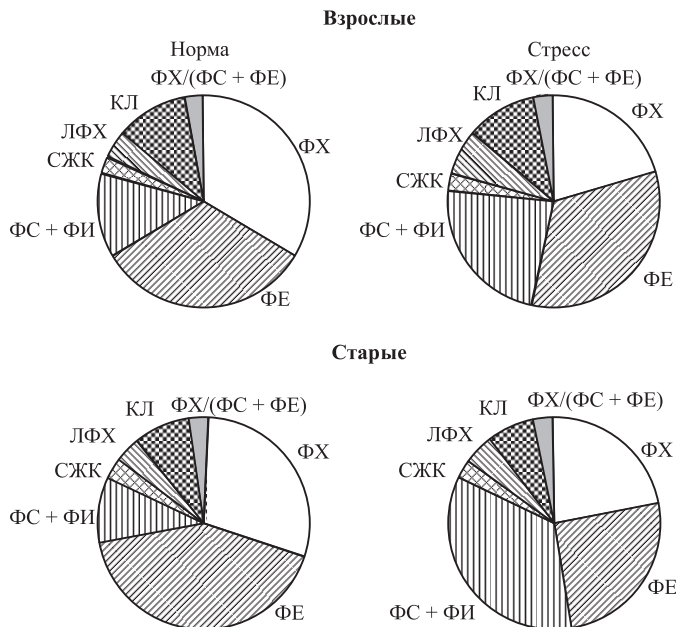 Взрослые
Норма
ФХ/(ФС + ФЕ)
КЛ
ЛФХ
СЖК
ФС + ФИ
ФХ
ФЕ
Стресс
ФХ/(ФС + ФЕ)
КЛ
ЛФХ
СЖК
ФС + ФИ
ФХ
ФЕ
Старые
ФХ/(ФС + ФЕ)
КЛ
ЛФХ
СЖК
ФС + ФИ
ФХ
ФЕ
ФХ/(ФС + ФЕ)
КЛ
ЛФХ
СЖК
ФС + ФИ
ФХ
ФЕ